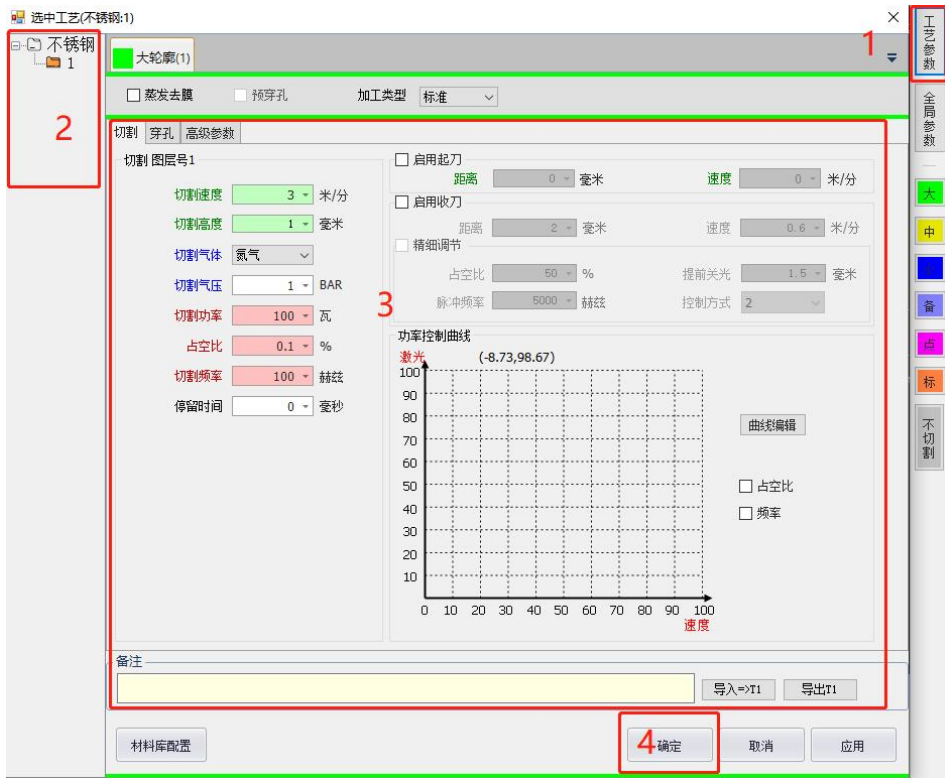 选中工艺(不锈钢:1)
不锈钢
1
2
大轮廓(1)
1
蒸发去膜
预穿孔
加工类型
标准
切割
穿孔
高级参数
切割 图层号1
切割速度 3 米/分
切割高度 1 毫米
切割气体 氮气
切割气压 1 BAR
切割功率 100 瓦
占空比 0.1 %
切割频率 100 赫兹
停留时间 0 毫秒
启用起刀
距离 0 毫米 速度 0 米/分
启用收刀
距离 2 毫米 速度 0.6 米/分
精细调节
占空比 50 % 提前关光 1.5 毫米
脉冲频率 5000 赫兹 控制方式 2
3
功率控制曲线
激光 (-8.73,98.67)
100
90
80
70
60
50
40
30
20
10
0 10 20 30 40 50 60 70 80 90 100
速度
曲线编辑
占空比
频率
备注
导入=>T1 导出T1
材料库配置
4 确定 取消 应用
工艺参数
全局参数
大
中
备
点
标
不切割